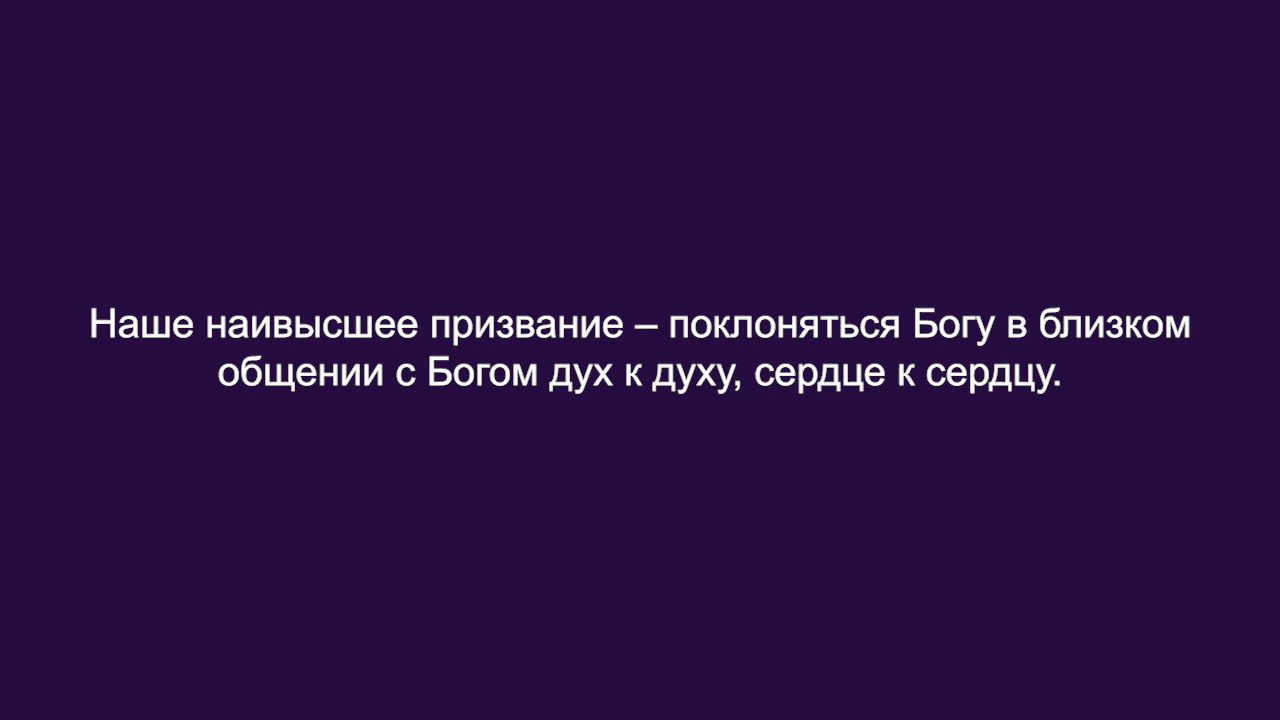 Наше наивысшее призвание – поклоняться Богу в близком
общении с Богом дух к духу, сердце к сердцу.